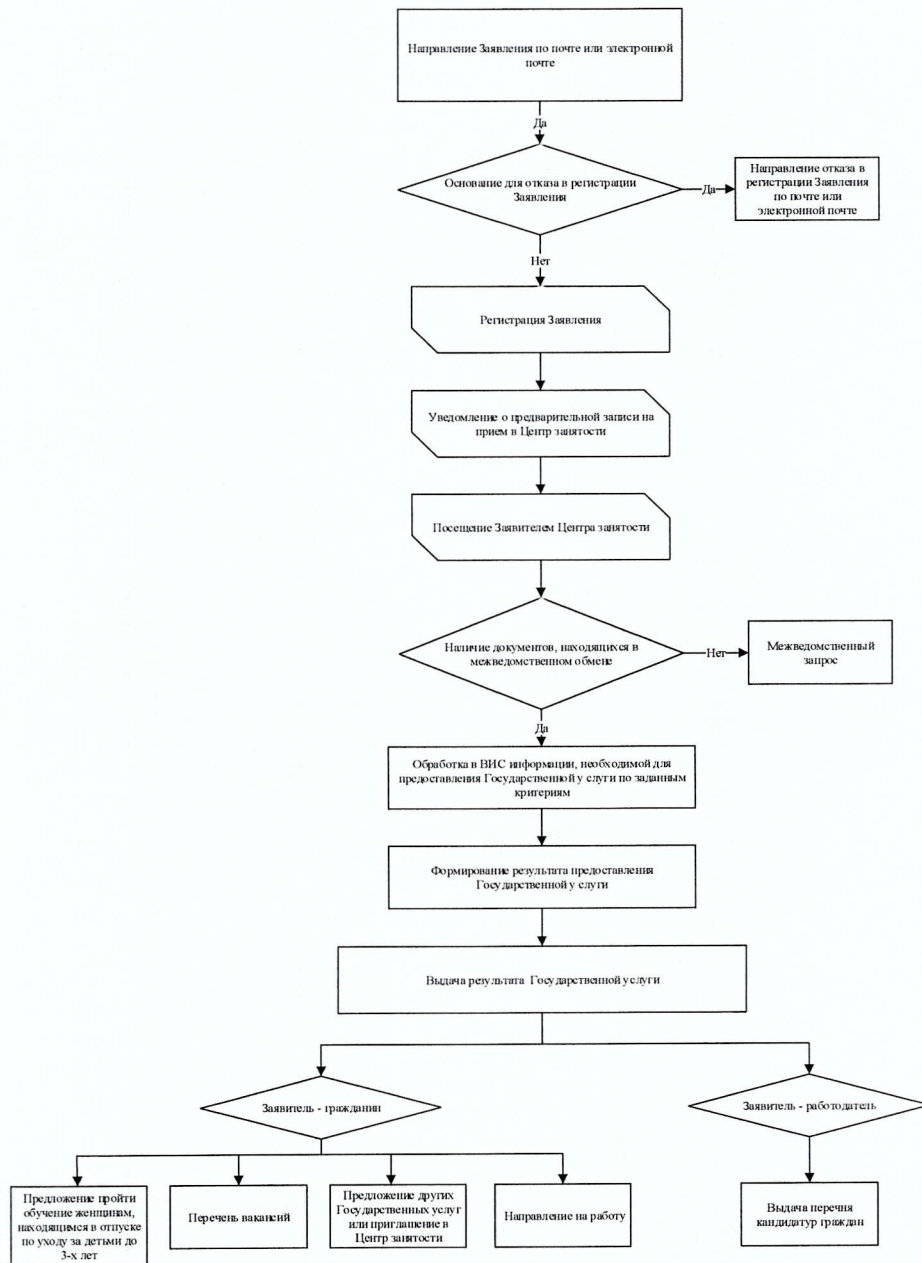 Направление Заявления по почте или электронной
почте
Да
Основание для отказа в регистрации
Заявления
Да
Направление отказа в
регистрации Заявления
по почте или
электронной почте
Нет
Регистрация Заявления
Уведомление о предварительной записи на
прием в Центр занятости
Посещение Заявителем Центра занятости
Наличие документов, находящихся в
межведомственном обмене
Нет
Межведомственный
запрос
Да
Обработка в ВИС информации, необходимой для
предоставления Государственной у слуги по заданным
критериям
Формирование результата предоставления
Государственной у слуги
Выдача результата Государственной услуги
Заявитель - гражданин
Заявитель - работодатель
Предложение пройти
обучение женщинам,
находящимся в отпуске
по уходу за детьми до
3-х лет
Перечень вакансий
Предложение других
Государственных услуг
или приглашение в
Центр занятости
Направление на работу
Выдача перечня
кандидатур граждан